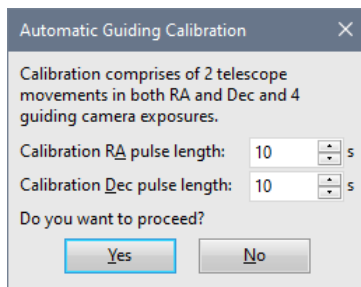 Automatic Guiding Calibration
Calibration comprises of 2 telescope
movements in both RA and Dec and 4
guiding camera exposures.
Calibration RA pulse length: 10 s
Calibration Dec pulse length: 10 s
Do you want to proceed?
Yes No